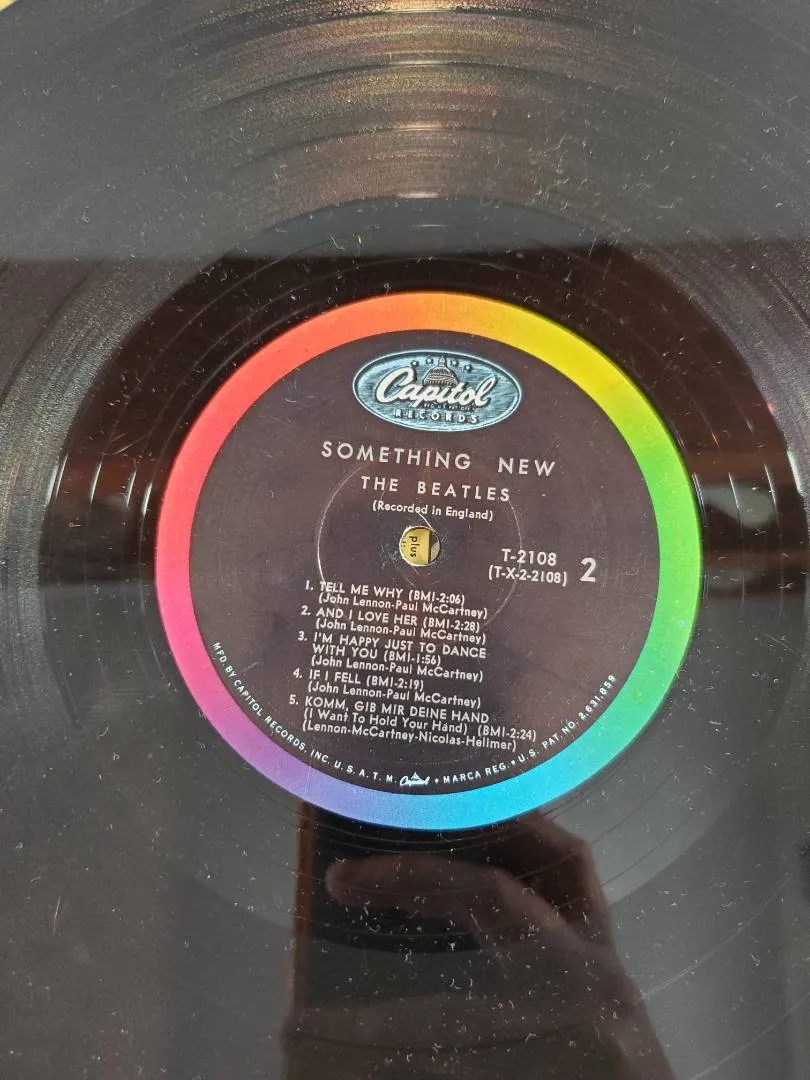 Capitol
RECORDS
SOMETHING NEW
THE BEATLES
(Recorded in England)
plus
T-2108
(T-X-2-2108)
2
1. TELL ME WHY (BMI-2:06)
(John Lennon-Paul McCartney)
2. AND I LOVE HER (BMI-2:28)
(John Lennon-Paul McCartney)
3. I'M HAPPY JUST TO DANCE
WITH YOU (BMI-1:56)
(John Lennon-Paul McCartney)
4. IF I FELL (BMI-2:19)
(John Lennon-Paul McCartney)
5. KOMM, GIB MIR DEINE HAND
(I Want To Hold Your Hand) (BMI-2:24)
(Lennon-McCartney-Nicolas-Hellmer)
MFD. BY CAPITOL RECORDS, INC. U.S.A. T.M. Capitol • MARCA REG. • U.S. PAT. NO. 2,631,859